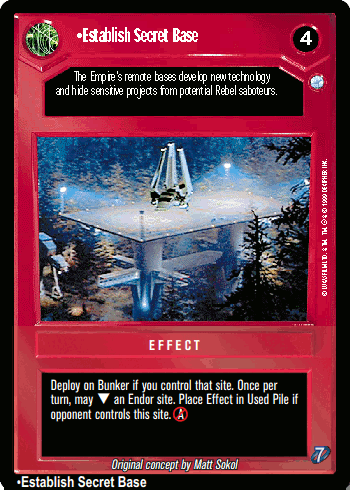 •Establish Secret Base
4
The Empire's remote bases develop new technology
and hide sensitive projects from potential Rebel saboteurs.
EFFECT
Deploy on Bunker if you control that site. Once per
turn, may ▼ an Endor site. Place Effect in Used Pile if
opponent controls this site. A
7
Original concept by Matt Sokol
•Establish Secret Base